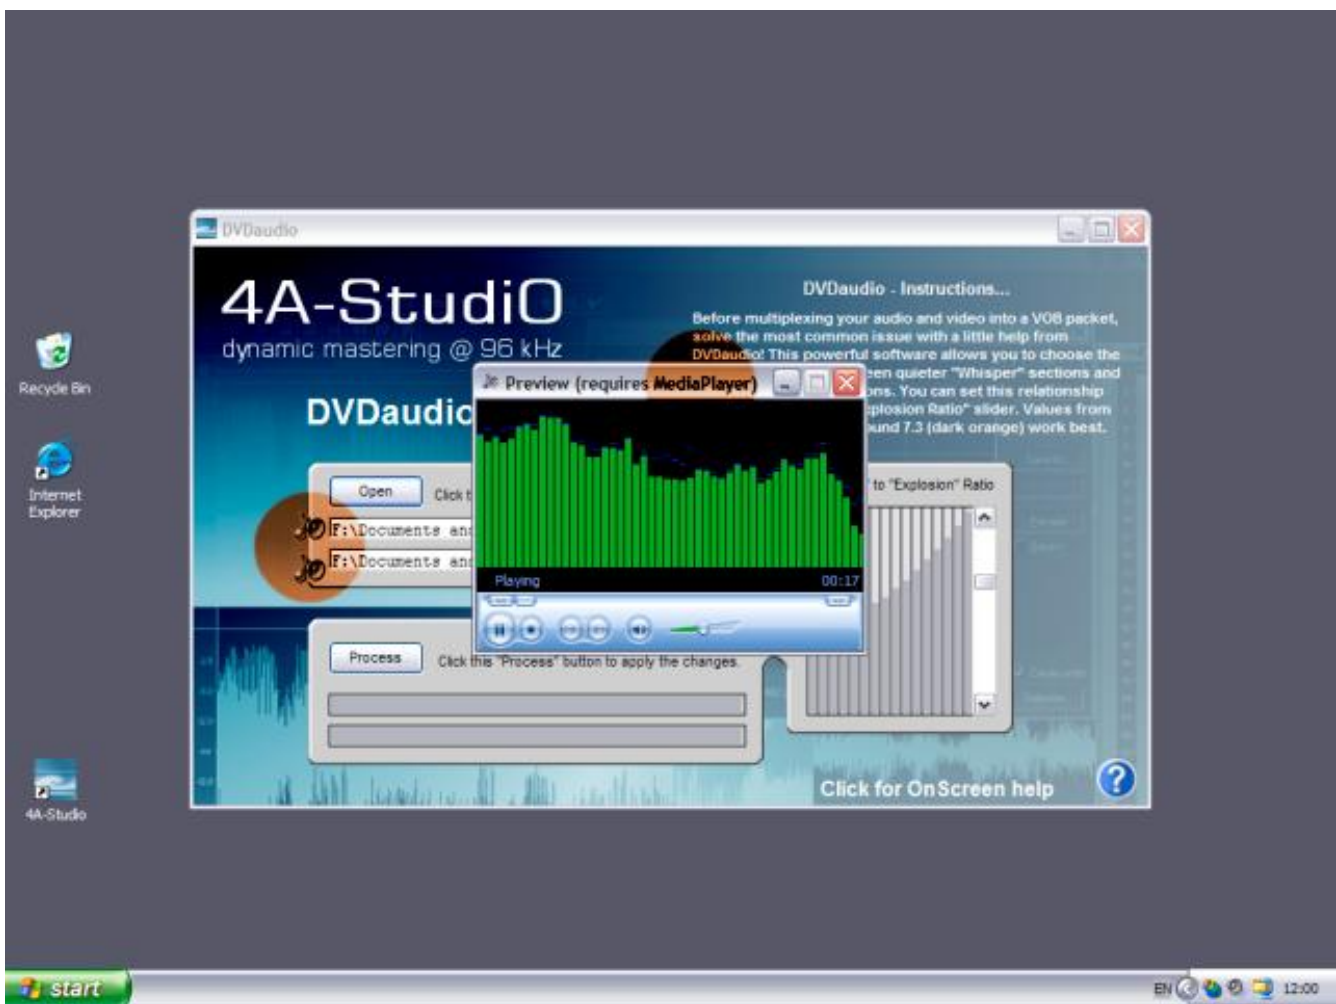 DVDaudio
4A-StudiO
dynamic mastering @ 96 kHz
DVDaudio - Instructions...
Before multiplexing your audio and video into a VOB packet,
solve the most common issue with a little help from
DVDaudio! This powerful software allows you to choose the
een quieter "Whisper" sections and
ons. You can set this relationship
xplosion Ratio" slider. Values from
und 7.3 (dark orange) work best.
Recycle Bin
Preview (requires MediaPlayer)
DVDaudio
Internet
Explorer
Open
Click t
to "Explosion" Ratio
F:\Documents and
F:\Documents and
Playing
00:17
Process
Click this "Process" button to apply the changes.
4A-Studio
Click for OnScreen help
?
start
EN
12:00